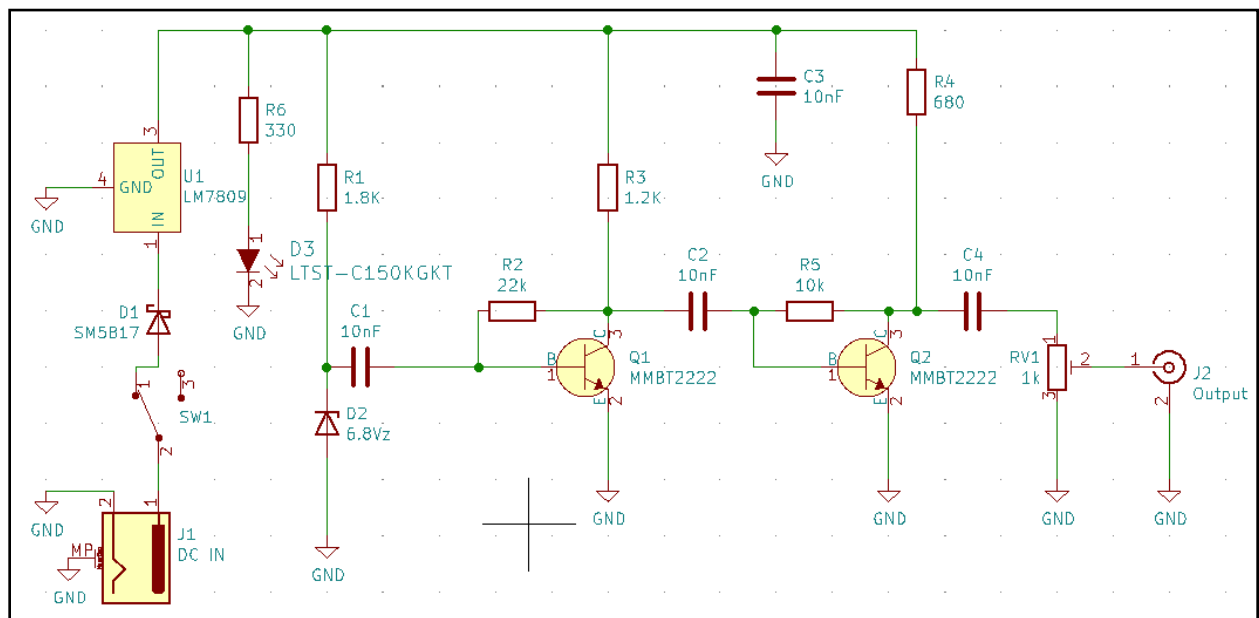 R6
330
3
OUT
4
GND
U1
LM7809
IN
1
GND
R1
1.8K
R3
1.2K
C3
10nF
GND
R4
680
1
D3
LTST-C150KGKT
2
GND
D1
SM5817
1
3
SW1
2
C1
10nF
R2
22k
C2
10nF
R5
10k
C4
10nF
C
3
B
1
Q1
MMBT2222
E
2
C
3
B
1
Q2
MMBT2222
E
2
1
RV1
1k
2
3
1
J2
Output
2
D2
6.8Vz
GND
GND
GND
GND
GND
2
1
GND
J1
DC IN
MP
GND